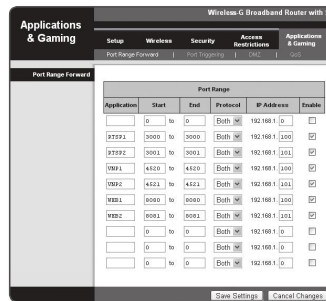 Wireless-G Broadband Router with
Applications & Gaming
Setup Wireless Security Access Restrictions Applications & Gaming
Port Range Forward | Port Triggering | DMZ | QoS
Port Range Forward
Port Range
Application Start End Protocol IP Address Enable
0 to 0 Both 192.168.1. 0
RTSP1 3000 to 3000 Both 192.168.1. 100
RTSP2 3001 to 3001 Both 192.168.1. 101
VNP1 4520 to 4520 Both 192.168.1. 100
VNP2 4521 to 4521 Both 192.168.1. 101
WEB1 8080 to 8080 Both 192.168.1. 100
WEB2 8081 to 8081 Both 192.168.1. 101
0 to 0 Both 192.168.1. 0
0 to 0 Both 192.168.1. 0
0 to 0 Both 192.168.1. 0
Save Settings Cancel Changes